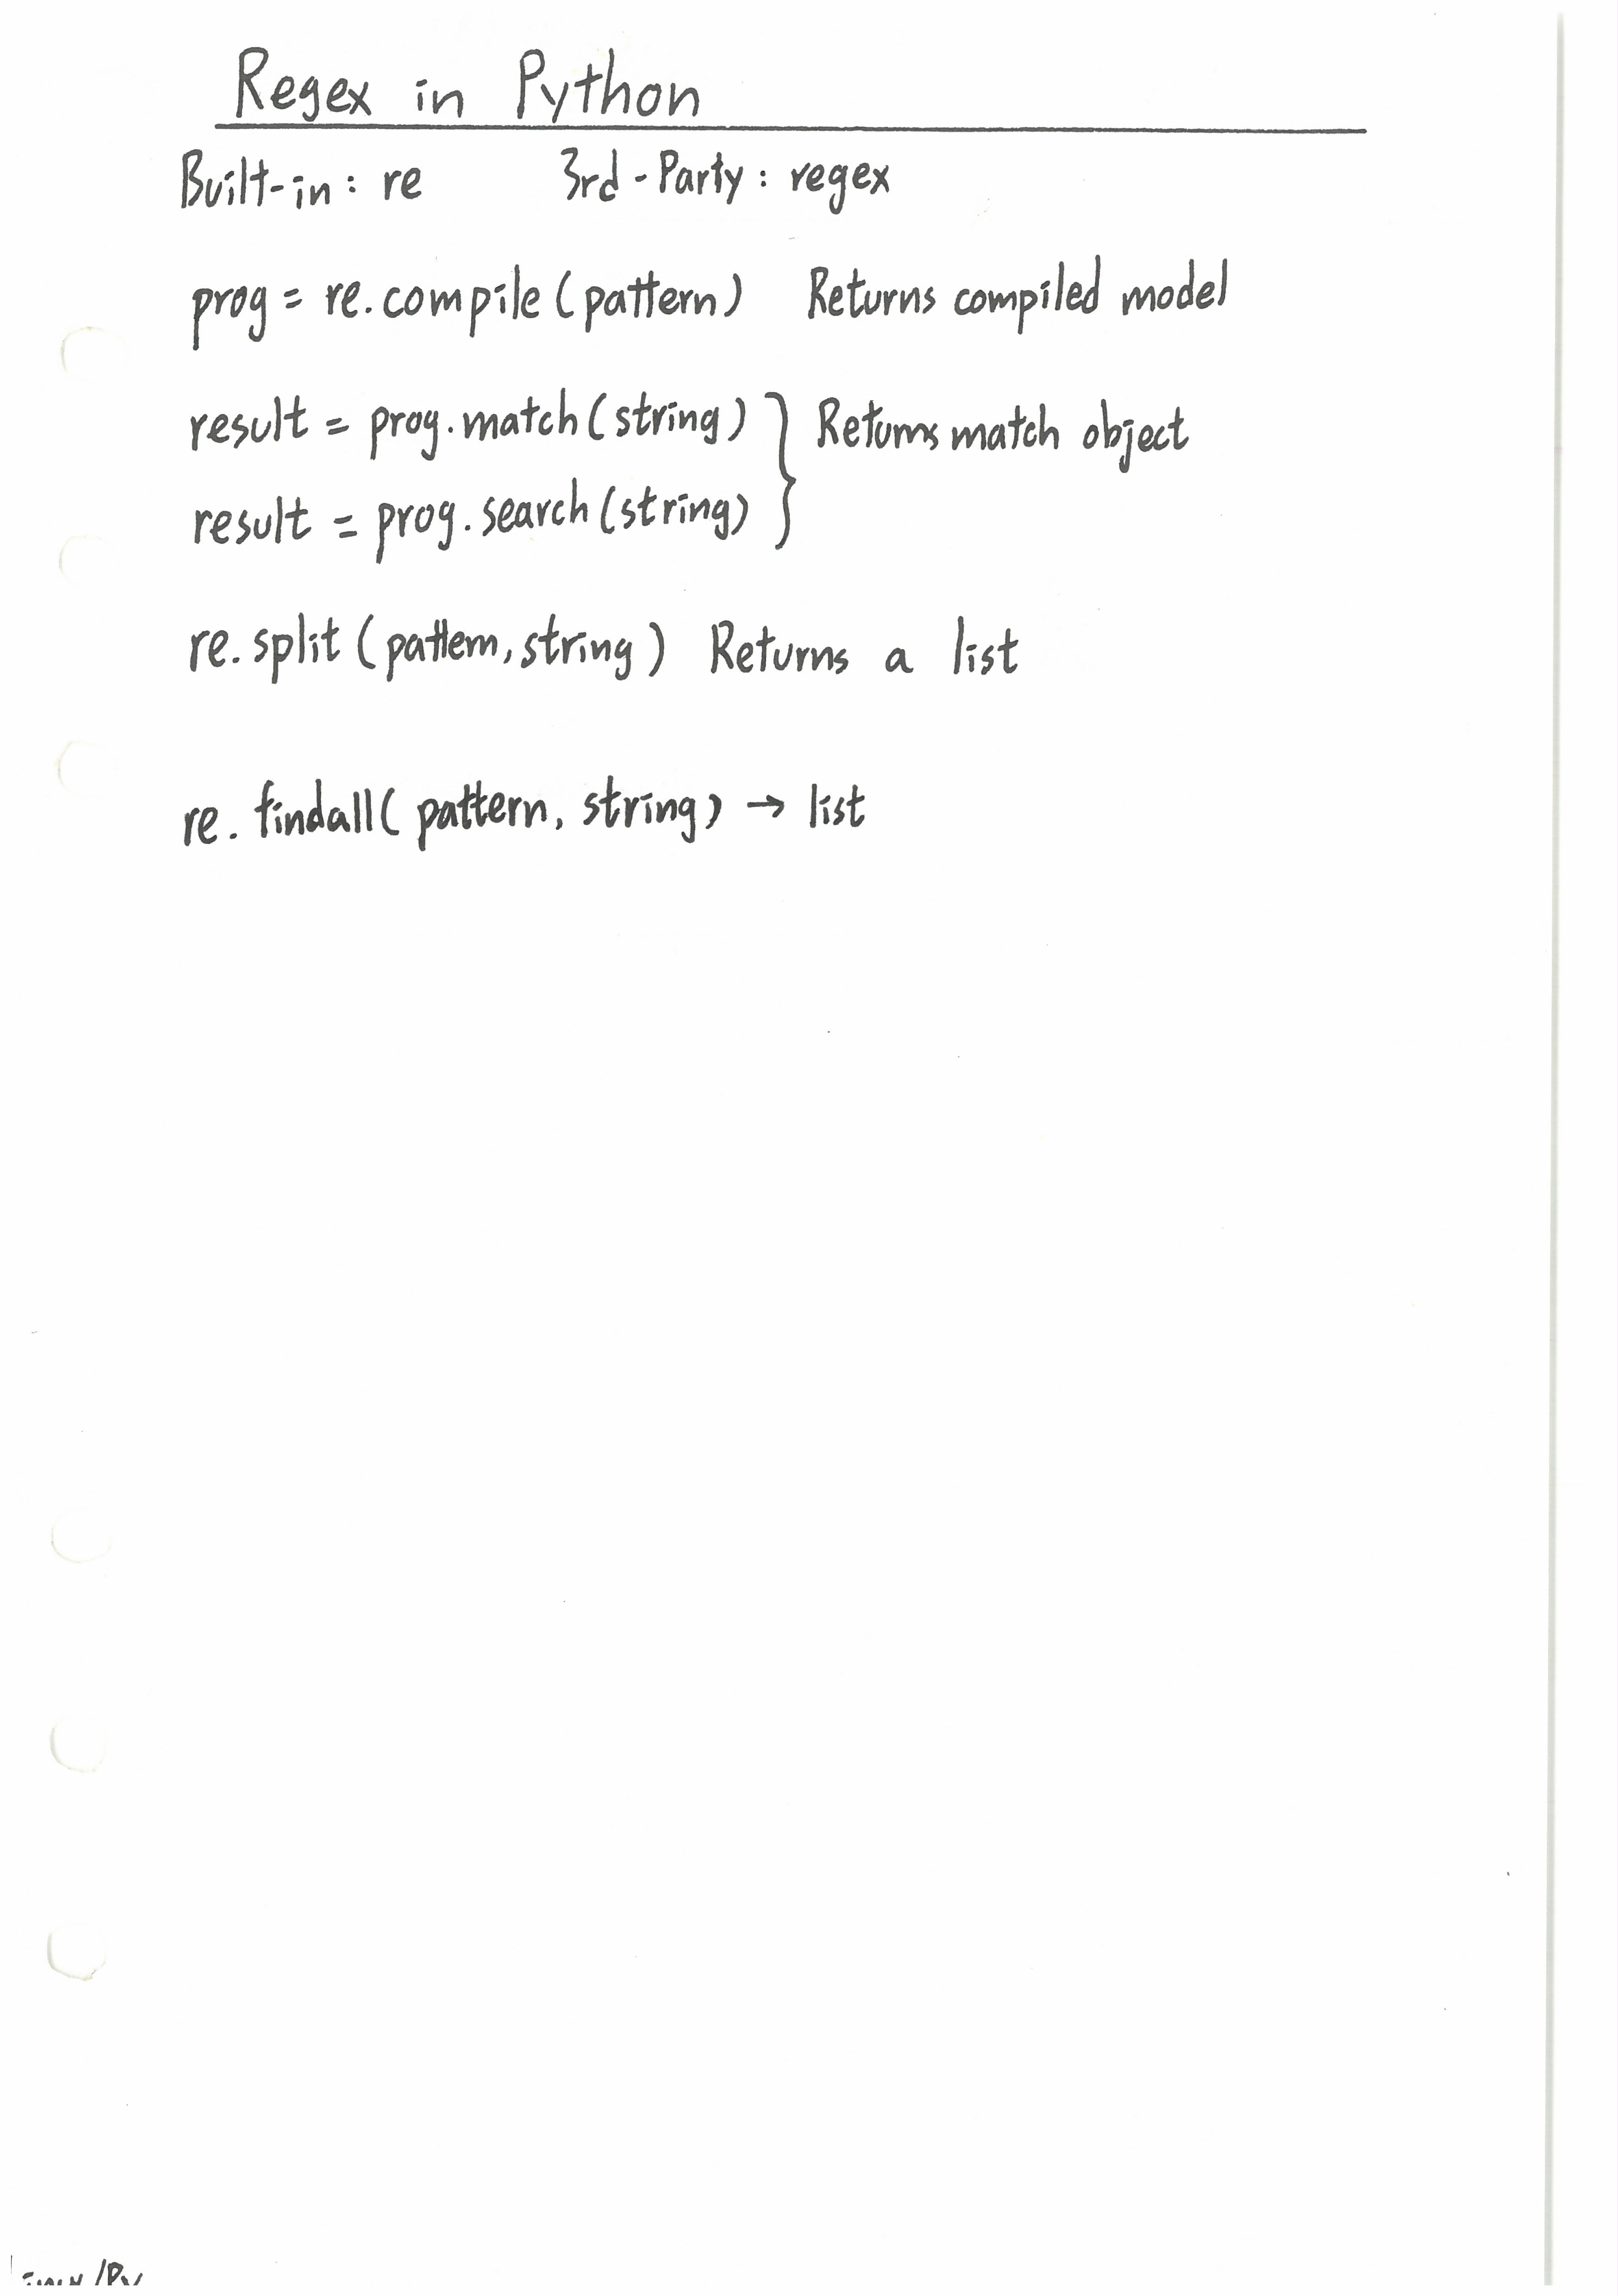 Regex in Python
Built-in: re 3rd-Party: regex
prog = re.compile(pattern) Returns compiled model
result = prog.match(string) } Returns match object
result = prog.search(string)
re.split(pattern, string) Returns a list
re.findall(pattern, string) → list